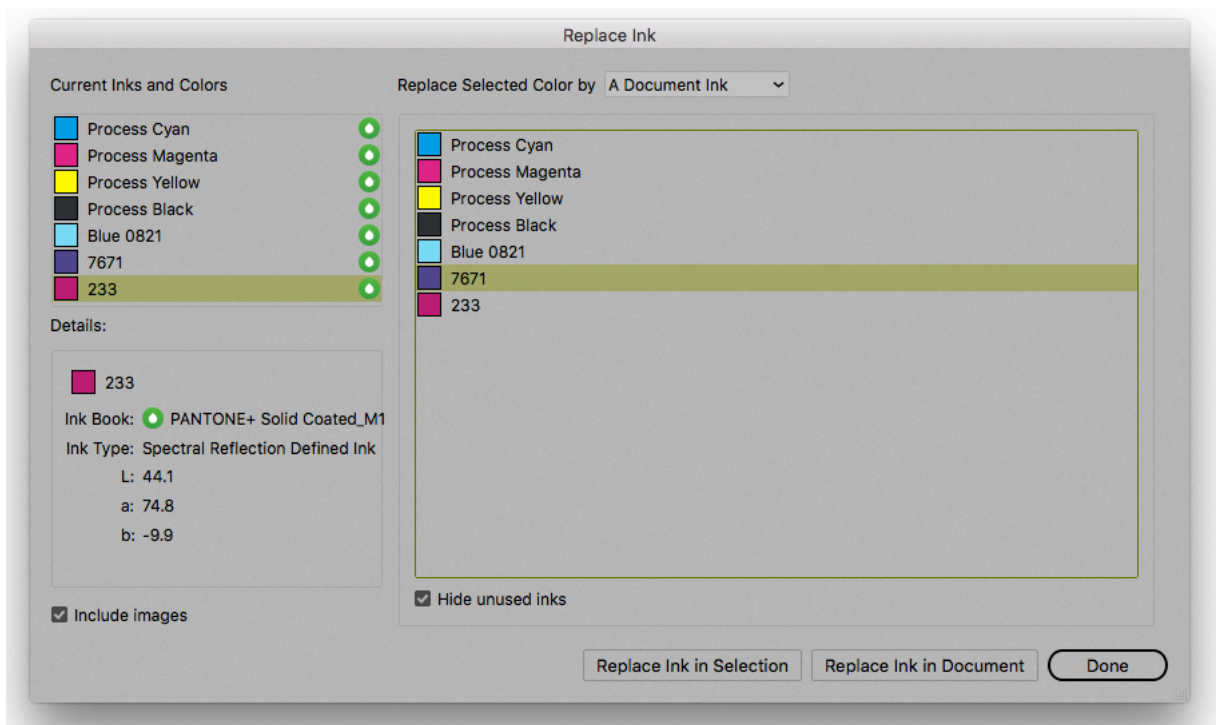 Replace Ink
Current Inks and Colors
Replace Selected Color by A Document Ink
Process Cyan
Process Magenta
Process Yellow
Process Black
Blue 0821
7671
233
Details:
233
Ink Book: PANTONE+ Solid Coated_M1
Ink Type: Spectral Reflection Defined Ink
L: 44.1
a: 74.8
b: -9.9
Include images
Process Cyan
Process Magenta
Process Yellow
Process Black
Blue 0821
7671
233
Hide unused inks
Replace Ink in Selection
Replace Ink in Document
Done